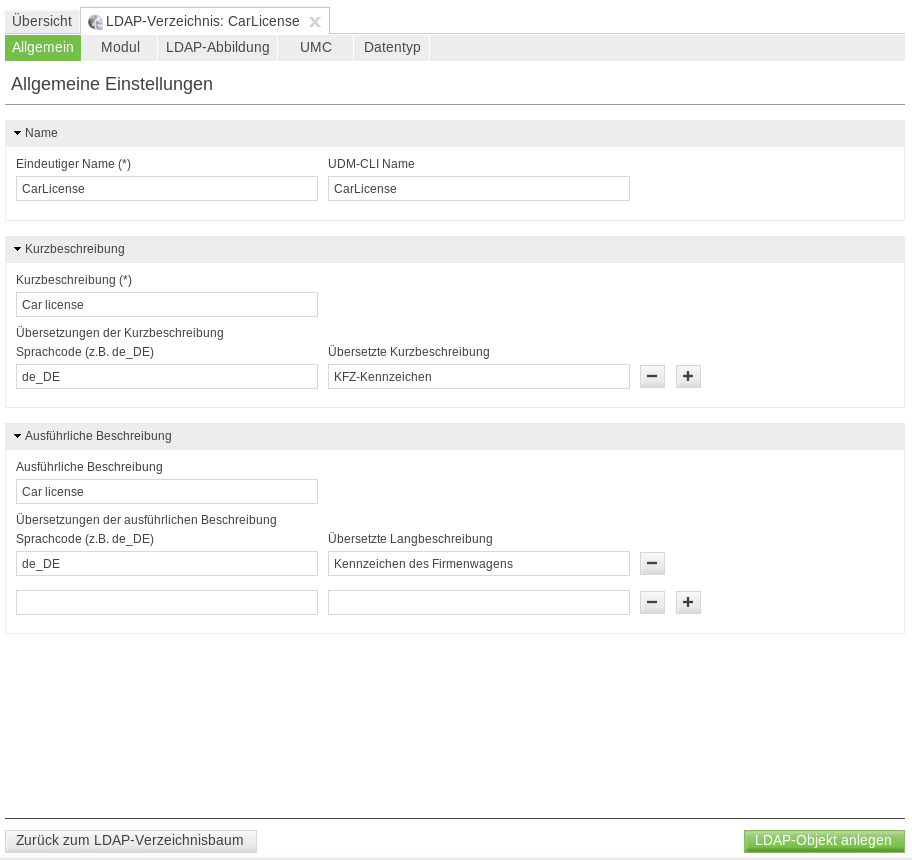 Übersicht LDAP-Verzeichnis: CarLicense
Allgemein Modul LDAP-Abbildung UMC Datentyp
Allgemeine Einstellungen
Name
Eindeutiger Name (*) UDM-CLI Name
CarLicense CarLicense
Kurzbeschreibung
Kurzbeschreibung (*)
Car license
Übersetzungen der Kurzbeschreibung
Sprachcode (z.B. de_DE) Übersetzte Kurzbeschreibung
de_DE KFZ-Kennzeichen
Ausführliche Beschreibung
Ausführliche Beschreibung
Car license
Übersetzungen der ausführlichen Beschreibung
Sprachcode (z.B. de_DE) Übersetzte Langbeschreibung
de_DE Kennzeichen des Firmenwagens
Zurück zum LDAP-Verzeichnisbaum LDAP-Objekt anlegen